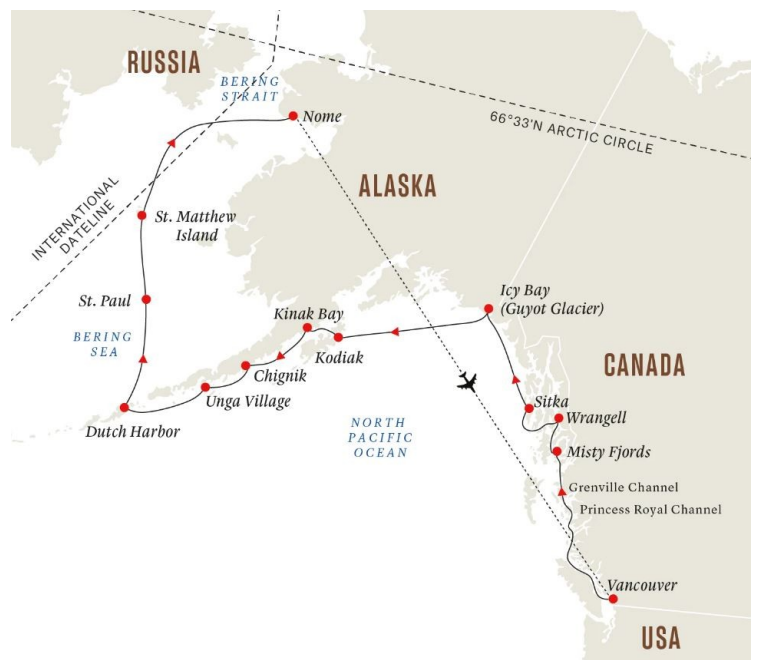 RUSSIA
BERING
STRAIT
Nome
66°33'N ARCTIC CIRCLE
ALASKA
INTERNATIONAL
DATELINE
St. Matthew
Island
St. Paul
Icy Bay
(Guyot Glacier)
Kinak Bay
BERING
SEA
Kodiak
CANADA
Chignik
Unga Village
Sitka
Wrangell
Dutch Harbor
NORTH
PACIFIC
OCEAN
Misty Fjords
Grenville Channel
Princess Royal Channel
Vancouver
USA